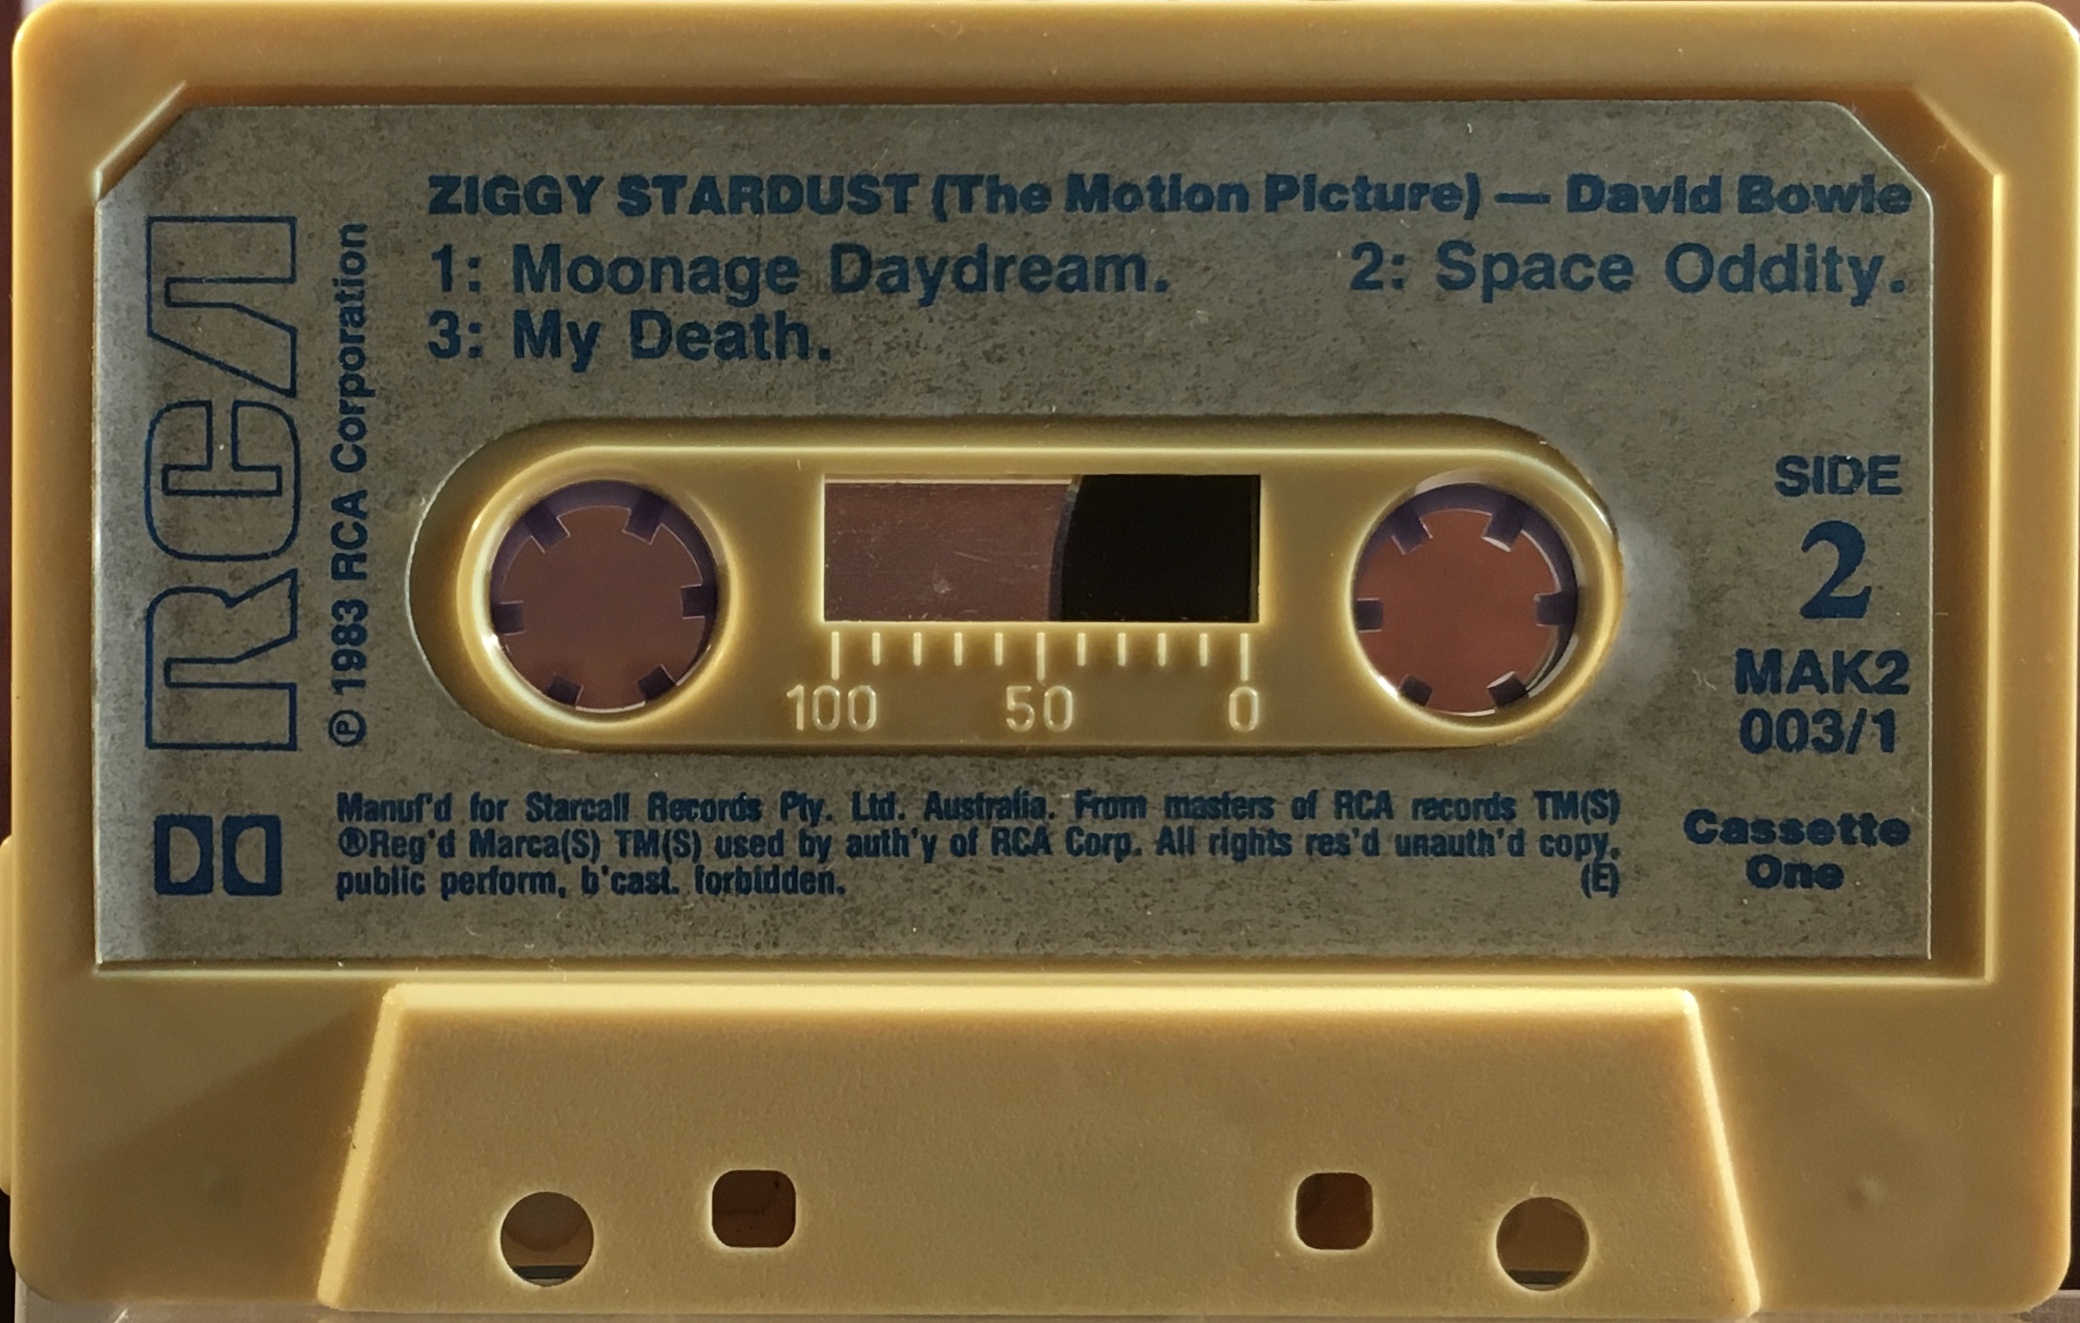 ZIGGY STARDUST (The Motion Picture) — David Bowie
1: Moonage Daydream. 2: Space Oddity.
3: My Death.
RCA
℗ 1983 RCA Corporation
SIDE
2
MAK2
003/1
100 50 0
Manuf'd for Starcall Records Pty. Ltd. Australia. From masters of RCA records TM(S)
®Reg'd Marca(S) TM(S) used by auth'y of RCA Corp. All rights res'd unauth'd copy,
public perform, b'cast. forbidden. (E)
Cassette
One